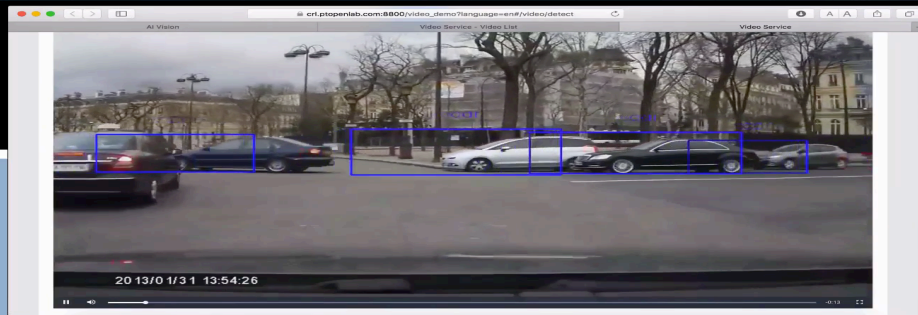 crl.ptopenlab.com:8800/video_demo?language=en#/video/detect
A A
AI Vision
Video Service - Video List
Video Service
car
2013/01/31 13:54:26
-0:13